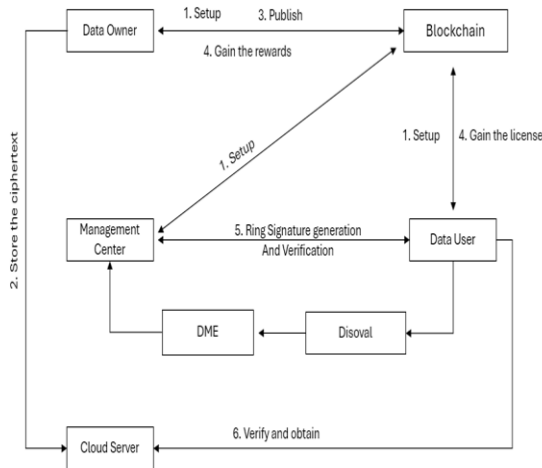 1. Setup
3. Publish
Data Owner
Blockchain
4. Gain the rewards
2. Store the ciphertext
1. Setup
1. Setup
4. Gain the license
Management
Center
5. Ring Signature generation
And Verification
Data User
DME
Disoval
6. Verify and obtain
Cloud Server